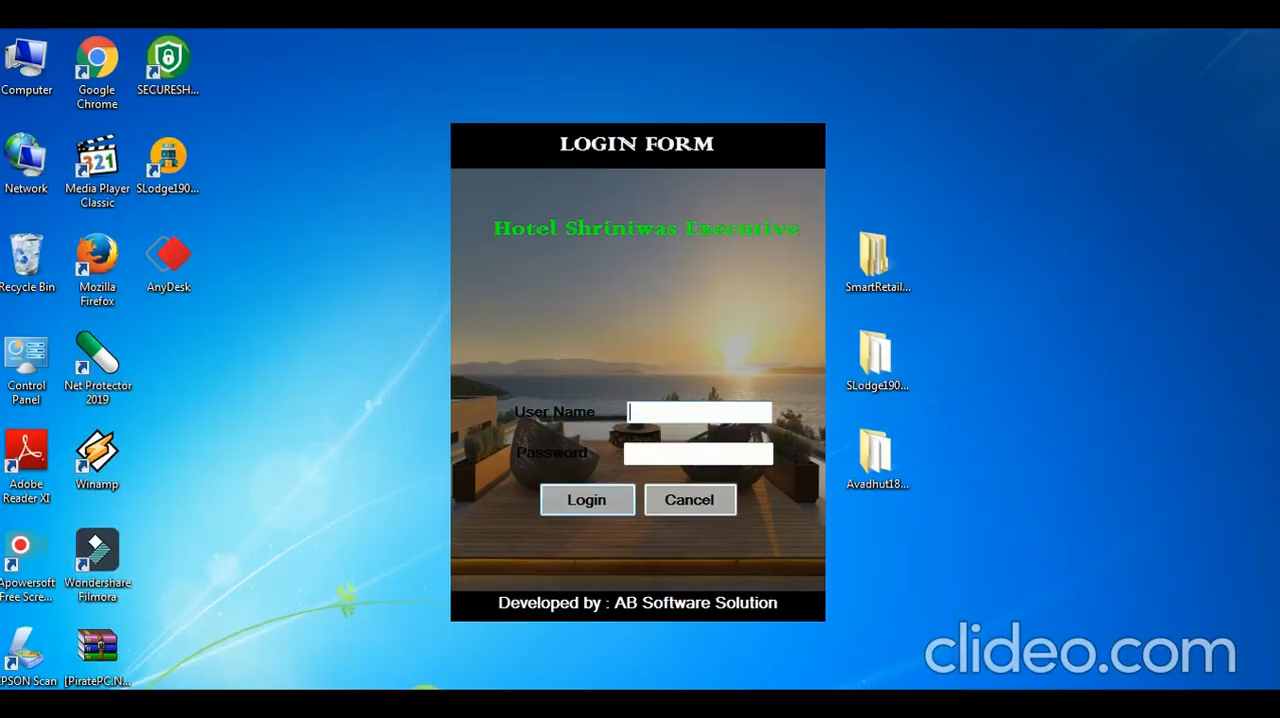 Computer
Google
Chrome
SECURESH...
Network
Media Player
Classic
321
SLodge190...
Recycle Bin
Mozilla
Firefox
AnyDesk
Control
Panel
Net Protector
2019
Adobe
Reader XI
Winamp
Apowersoft
Free Scre...
Wondershare
Filmora
EPSON Scan
[PiratePC.N...
LOGIN FORM
Hotel Shriniwas Executive
User Name
Password
Login
Cancel
Developed by : AB Software Solution
SmartRetail...
SLodge190...
Avadhut18...
clideo.com